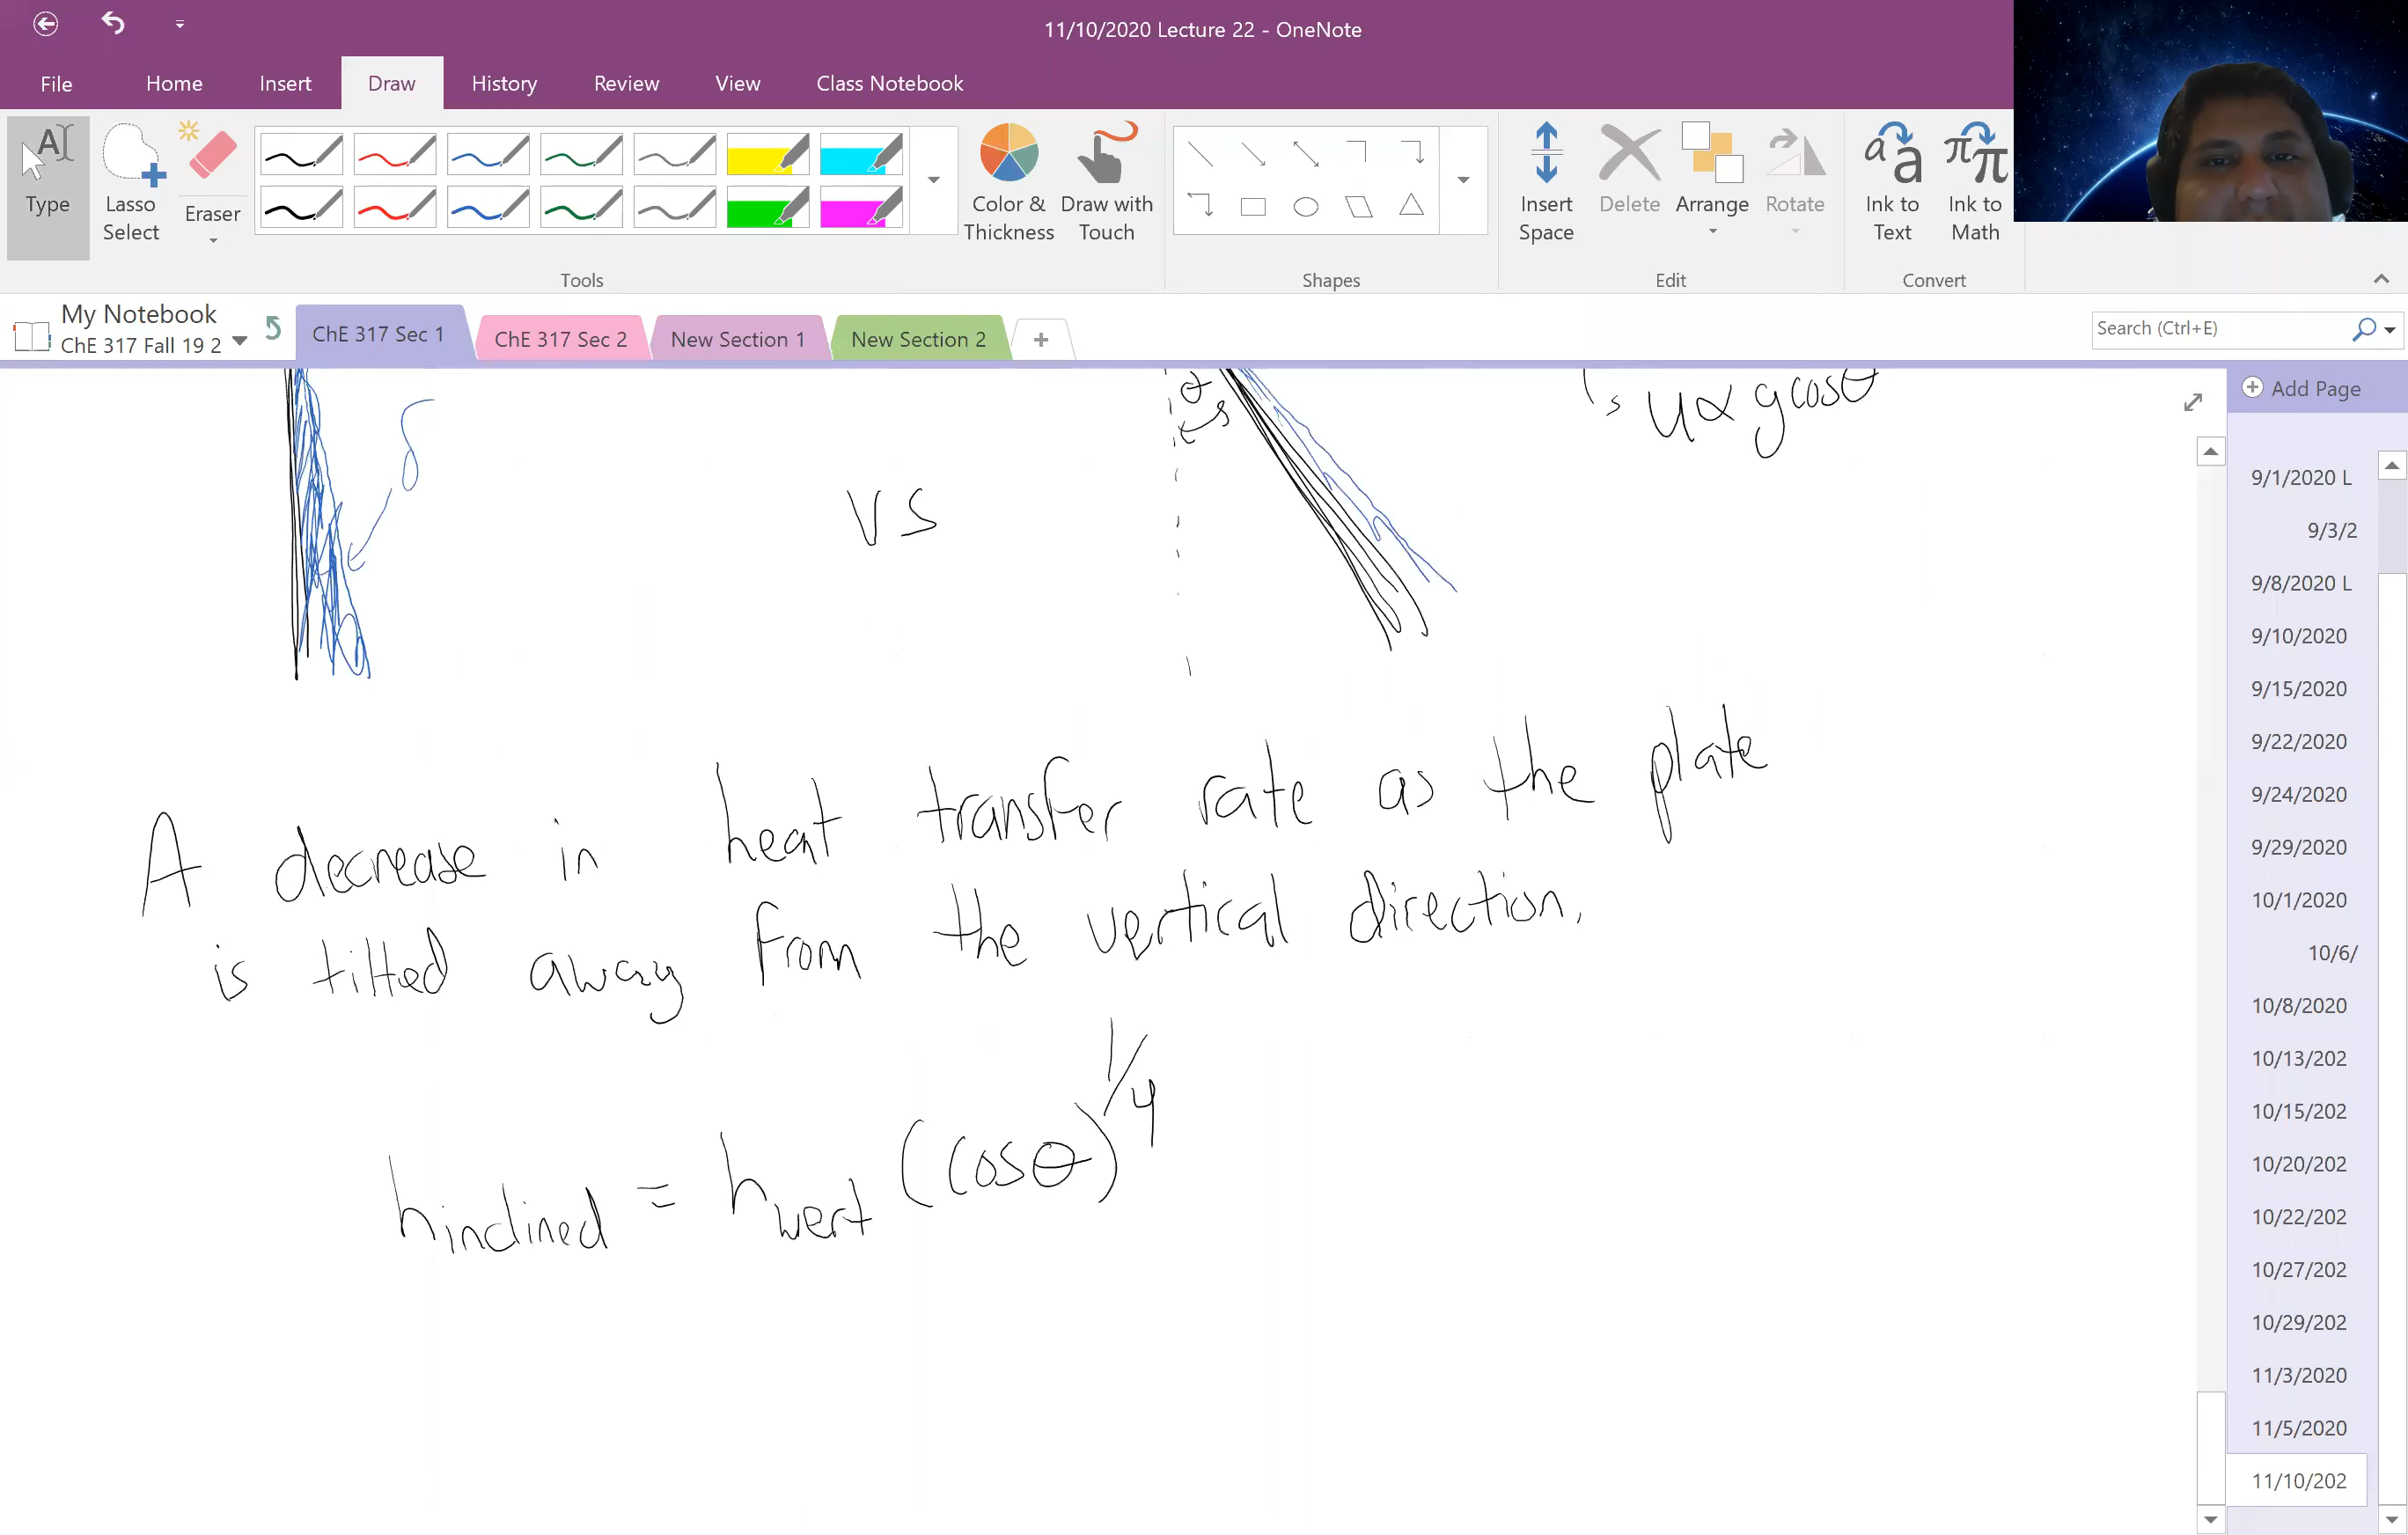 11/10/2020 Lecture 22 - OneNote
File Home Insert Draw History Review View Class Notebook
Type
Lasso Select
Eraser
Color & Thickness
Draw with Touch
Insert Space
Delete
Arrange
Rotate
Ink to Text
Ink to Math
Tools Shapes Edit Convert
My Notebook
ChE 317 Fall 19 2
ChE 317 Sec 1
ChE 317 Sec 2
New Section 1
New Section 2
+
Search (Ctrl+E)
Add Page
δ
VS
θ
u∝ g cosθ
A decrease in heat transfer rate as the plate
is tilted away from the vertical direction.
h inclined = h wert (cosθ)^1/4
9/1/2020 L
9/3/2
9/8/2020 L
9/10/2020
9/15/2020
9/22/2020
9/24/2020
9/29/2020
10/1/2020
10/6/
10/8/2020
10/13/202
10/15/202
10/20/202
10/22/202
10/27/202
10/29/202
11/3/2020
11/5/2020
11/10/202